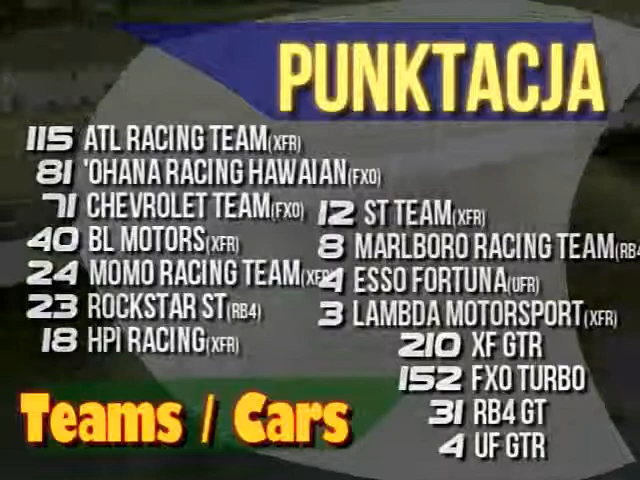 PUNKTACJA
115 ATL RACING TEAM(XFR)
81 'OHANA RACING HAWAIAN(FXO)
71 CHEVROLET TEAM(FXO)
40 BL MOTORS(XFR)
24 MOMO RACING TEAM(XFR)
23 ROCKSTAR ST(RB4)
18 HPI RACING(XFR)
12 ST TEAM(XFR)
8 MARLBORO RACING TEAM(RB4
4 ESSO FORTUNA(UFR)
3 LAMBDA MOTORSPORT(XFR)
210 XF GTR
152 FXO TURBO
31 RB4 GT
4 UF GTR
Teams / Cars